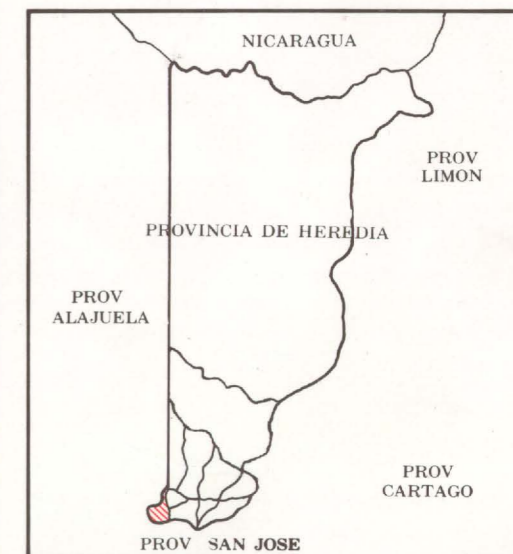 NICARAGUA
PROV
LIMON
PROVINCIA DE HEREDIA
PROV
ALAJUELA
PROV
CARTAGO
PROV SAN JOSE